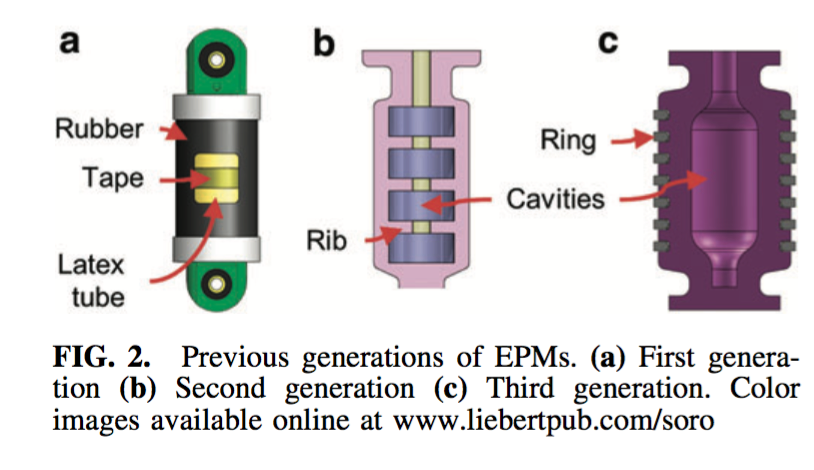 a
b
c
Rubber
Tape
Latex
tube
Rib
Ring
Cavities
FIG. 2. Previous generations of EPMs. (a) First genera-
tion (b) Second generation (c) Third generation. Color
images available online at www.liebertpub.com/soro